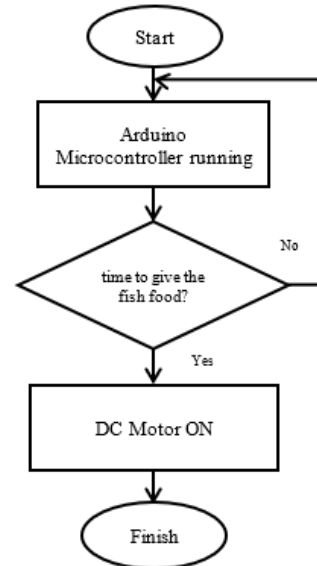 Start
Arduino
Microcontroller running
time to give the
fish food?
No
Yes
DC Motor ON
Finish